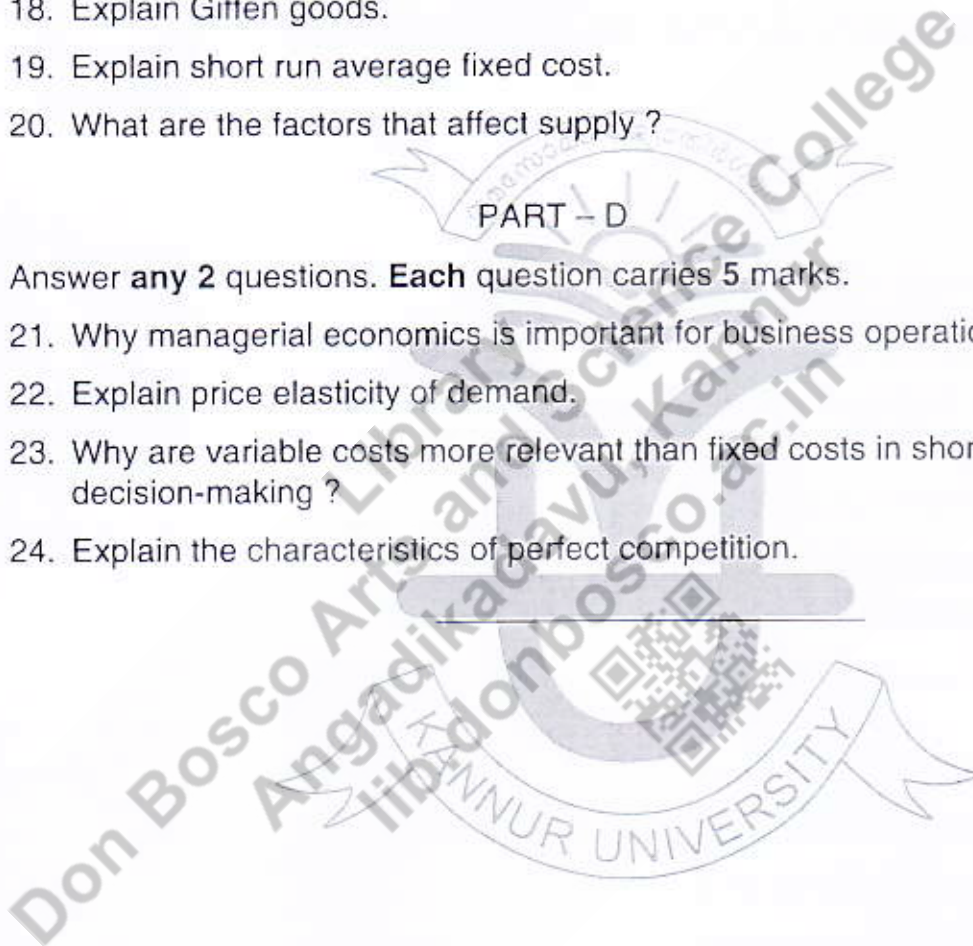 18. Explain Giffen goods.
19. Explain short run average fixed cost.
20. What are the factors that affect supply ?
PART – D
Answer any 2 questions. Each question carries 5 marks.
21. Why managerial economics is important for business operatio
22. Explain price elasticity of demand.
23. Why are variable costs more relevant than fixed costs in shor
decision-making ?
24. Explain the characteristics of perfect competition.
Don Bosco Arts and Science College
Library
Angadikadavu, Kannur
libdonbosco.ac.in
KANNUR UNIVERSITY